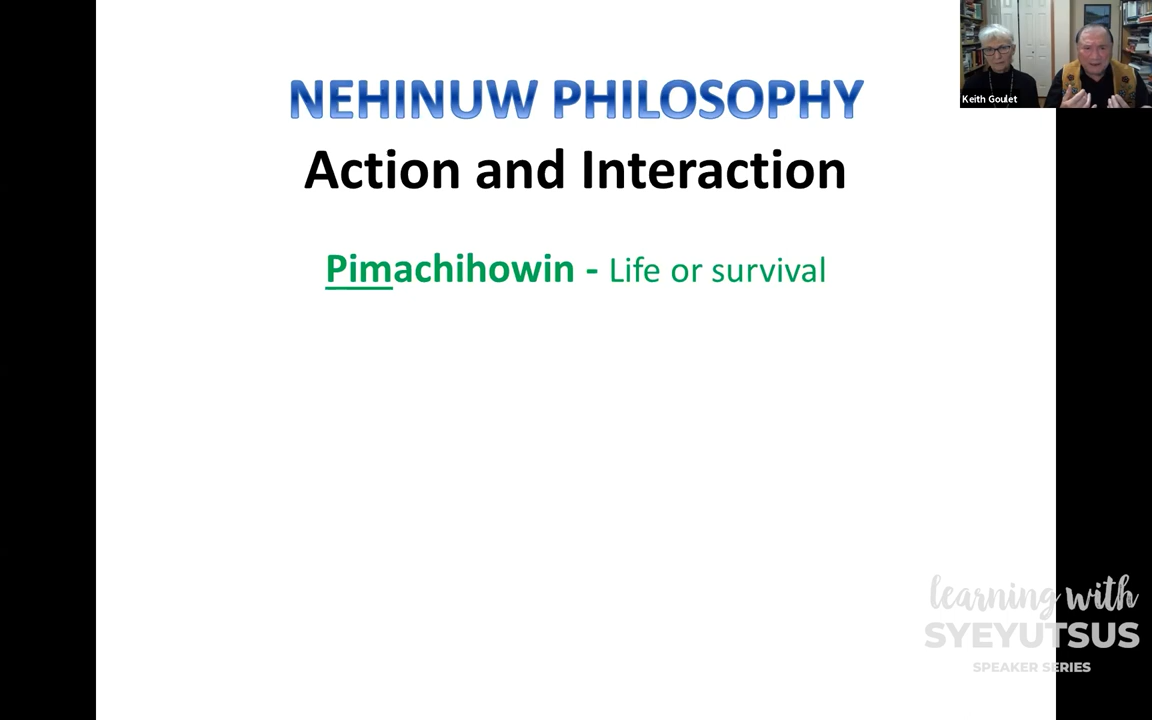 NEHINUW PHILOSOPHY
Action and Interaction
Pimachihowin - Life or survival
Keith Goulet
learning with
SYEYUTSUS
SPEAKER SERIES